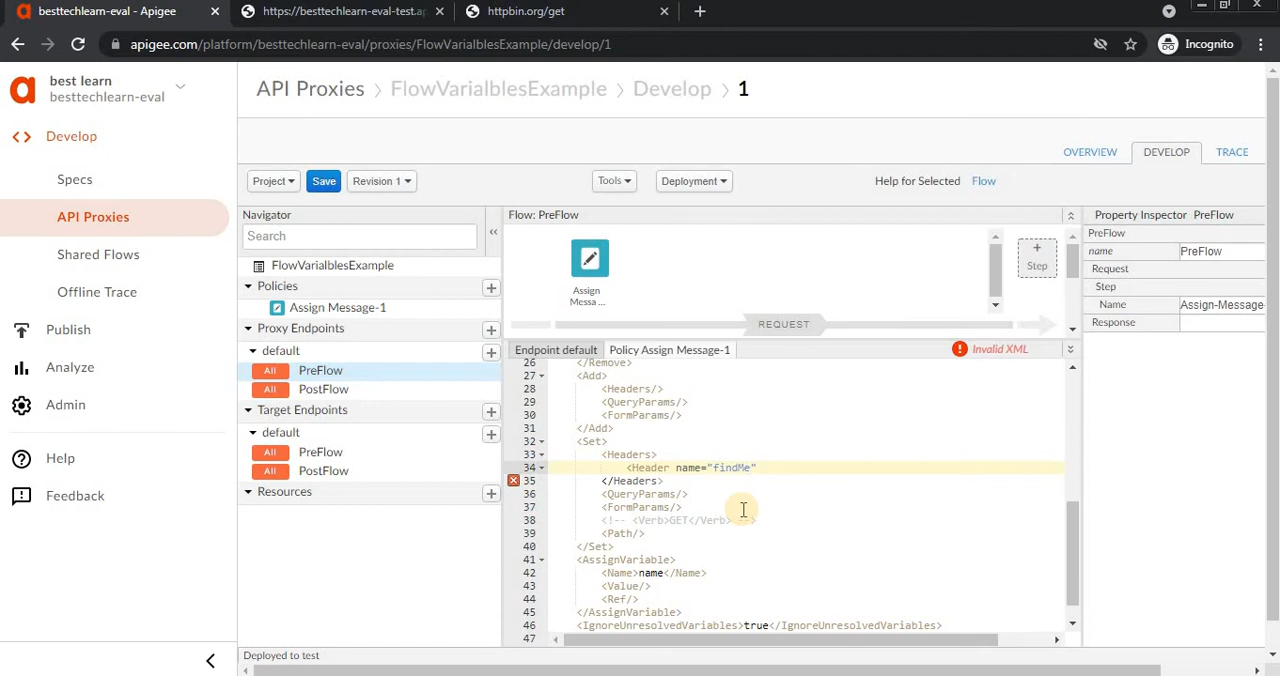 besttechlearn-eval - Apigee
https://besttechlearn-eval-test.ap
httpbin.org/get
apigee.com/platform/besttechlearn-eval/proxies/FlowVarialblesExample/develop/1
Incognito
best learn
besttechlearn-eval
API Proxies > FlowVarialblesExample > Develop > 1
Develop
OVERVIEW DEVELOP TRACE
Specs
Project Save Revision 1 Tools Deployment Help for Selected Flow
API Proxies
Navigator
Flow: PreFlow
Property Inspector PreFlow
Search
PreFlow
name PreFlow
Shared Flows
FlowVarialblesExample
+
Step
Request
Policies
Step
Offline Trace
Assign Message-1
Assign
Messa ...
Name Assign-Message-
Publish
Proxy Endpoints
REQUEST
Response
default
Endpoint default Policy Assign Message-1 Invalid XML
Analyze
All PreFlow
All PostFlow
Admin
Target Endpoints
default
Help
All PreFlow
All PostFlow
Feedback
Resources
26 </Remove>
27 <Add>
28 <Headers/>
29 <QueryParams/>
30 <FormParams/>
31 </Add>
32 <Set>
33 <Headers>
34 <Header name="findMe"
35 </Headers>
36 <QueryParams/>
37 <FormParams/>
38 <!-- <Verb>GET</Verb> -->
39 <Path/>
40 </Set>
41 <AssignVariable>
42 <Name>name</Name>
43 <Value/>
44 <Ref/>
45 </AssignVariable>
46 <IgnoreUnresolvedVariables>true</IgnoreUnresolvedVariables>
47
Deployed to test